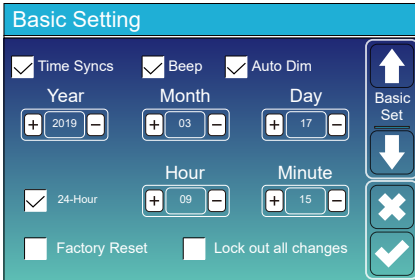 Basic Setting
Time Syncs Beep Auto Dim
Year Month Day
+ 2019 − + 03 − + 17 −
Basic
Set
Hour Minute
24-Hour + 09 − + 15 −
Factory Reset Lock out all changes